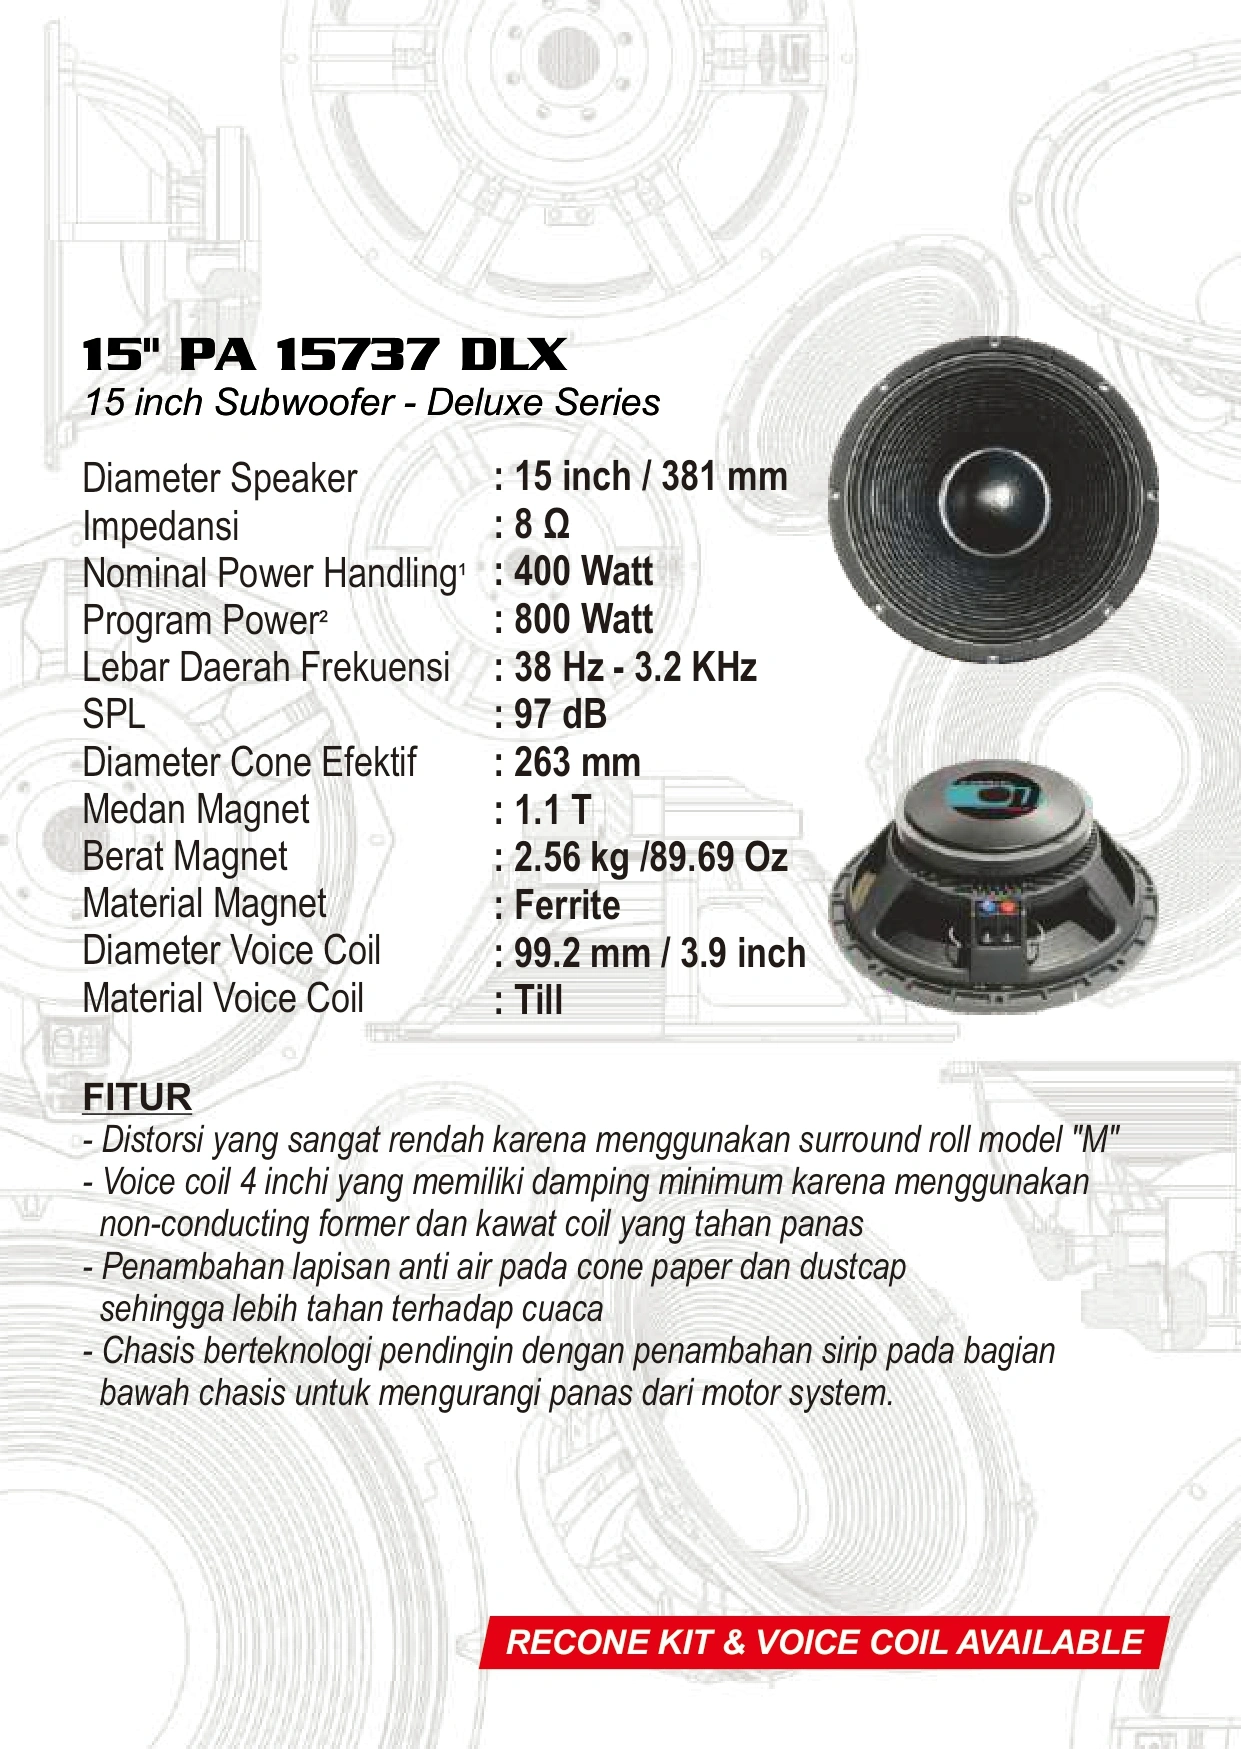 15" PA 15737 DLX
15 inch Subwoofer - Deluxe Series
Diameter Speaker : 15 inch / 381 mm
Impedansi : 8 Ω
Nominal Power Handling¹ : 400 Watt
Program Power² : 800 Watt
Lebar Daerah Frekuensi : 38 Hz - 3.2 KHz
SPL : 97 dB
Diameter Cone Efektif : 263 mm
Medan Magnet : 1.1 T
Berat Magnet : 2.56 kg /89.69 Oz
Material Magnet : Ferrite
Diameter Voice Coil : 99.2 mm / 3.9 inch
Material Voice Coil : Till
FITUR
- Distorsi yang sangat rendah karena menggunakan surround roll model "M"
- Voice coil 4 inchi yang memiliki damping minimum karena menggunakan
non-conducting former dan kawat coil yang tahan panas
- Penambahan lapisan anti air pada cone paper dan dustcap
sehingga lebih tahan terhadap cuaca
- Chasis berteknologi pendingin dengan penambahan sirip pada bagian
bawah chasis untuk mengurangi panas dari motor system.
RECONE KIT & VOICE COIL AVAILABLE